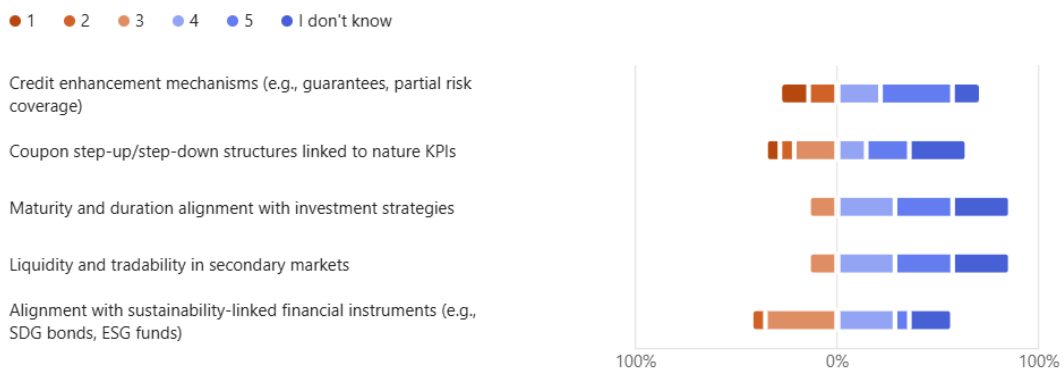 1 2 3 4 5 I don't know
Credit enhancement mechanisms (e.g., guarantees, partial risk
coverage)
Coupon step-up/step-down structures linked to nature KPIs
Maturity and duration alignment with investment strategies
Liquidity and tradability in secondary markets
Alignment with sustainability-linked financial instruments (e.g.,
SDG bonds, ESG funds)
100% 0% 100%